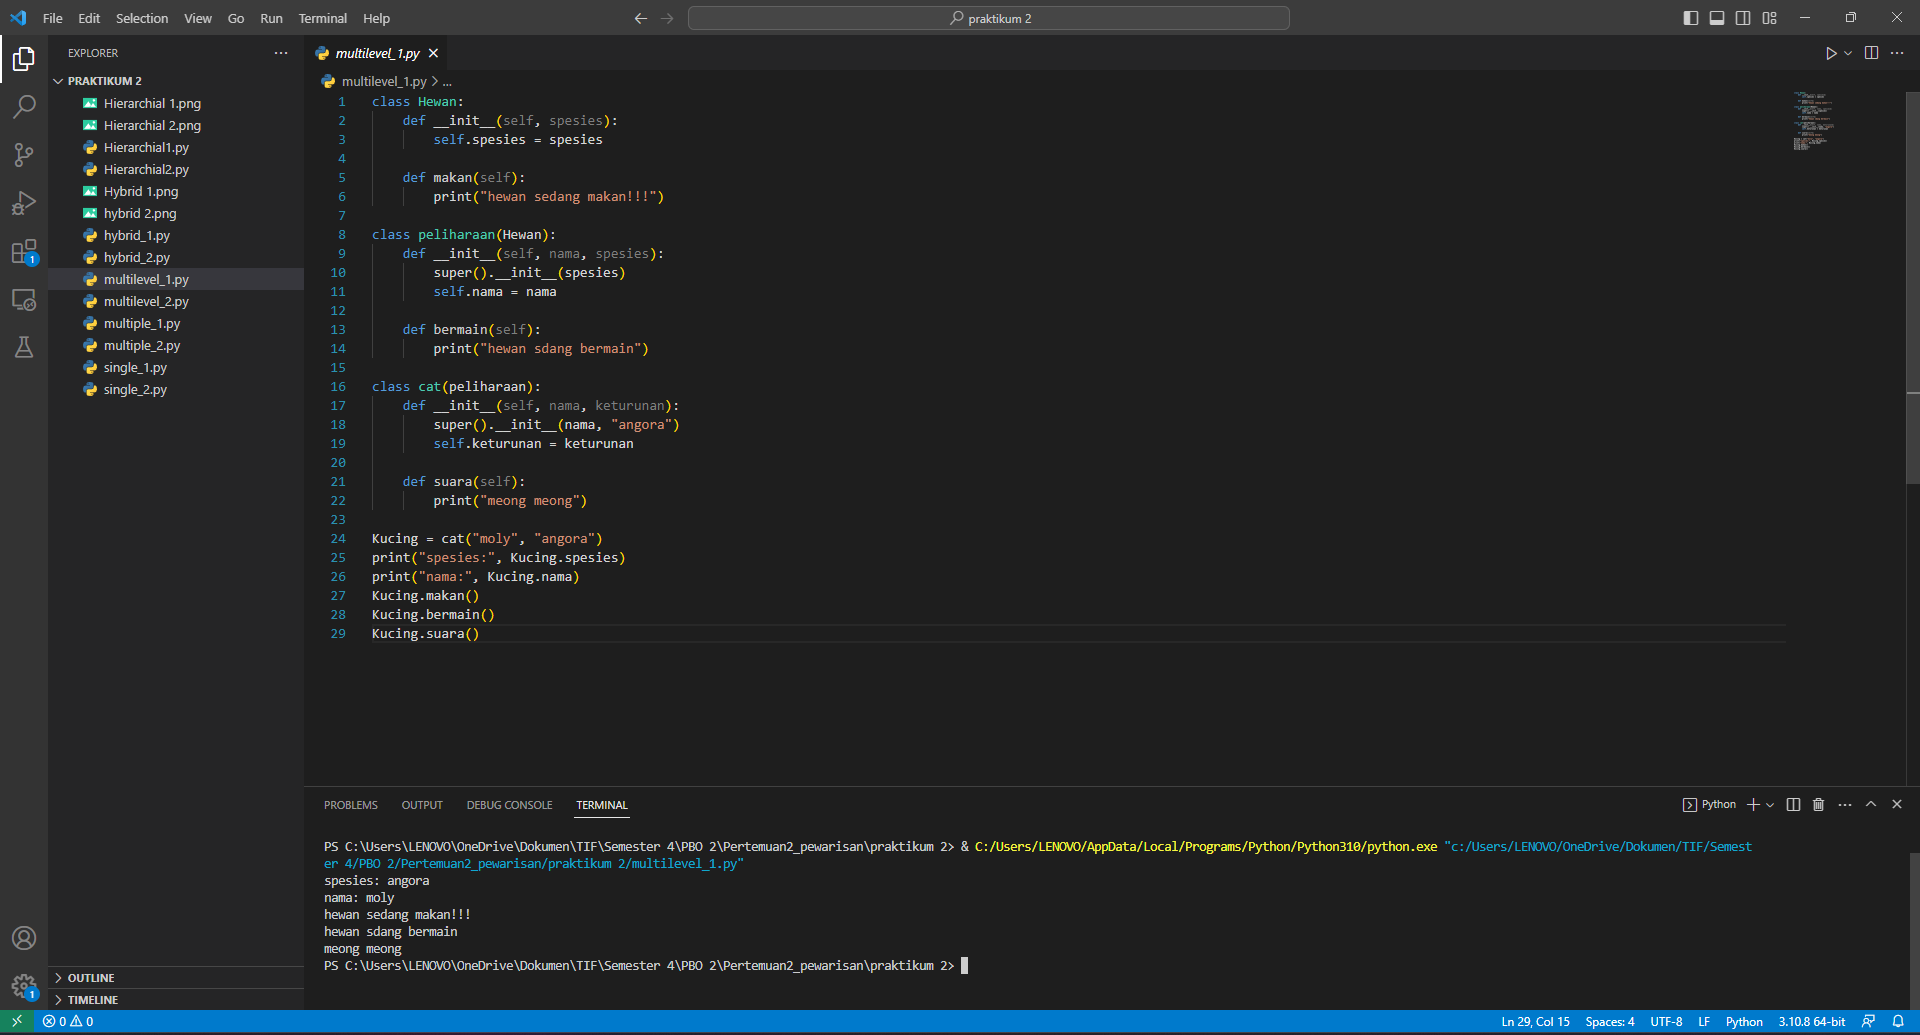 File Edit Selection View Go Run Terminal Help
praktikum 2
EXPLORER
PRAKTIKUM 2
Hierarchial 1.png
Hierarchial 2.png
Hierarchial1.py
Hierarchial2.py
Hybrid 1.png
hybrid 2.png
hybrid_1.py
hybrid_2.py
multilevel_1.py
multilevel_2.py
multiple_1.py
multiple_2.py
single_1.py
single_2.py
OUTLINE
TIMELINE
1
1
multilevel_1.py
multilevel_1.py > ...
1 class Hewan:
2     def __init__(self, spesies):
3         self.spesies = spesies
4
5     def makan(self):
6         print("hewan sedang makan!!!")
7
8 class peliharaan(Hewan):
9     def __init__(self, nama, spesies):
10         super().__init__(spesies)
11         self.nama = nama
12
13     def bermain(self):
14         print("hewan sdang bermain")
15
16 class cat(peliharaan):
17     def __init__(self, nama, keturunan):
18         super().__init__(nama, "angora")
19         self.keturunan = keturunan
20
21     def suara(self):
22         print("meong meong")
23
24 Kucing = cat("moly", "angora")
25 print("spesies:", Kucing.spesies)
26 print("nama:", Kucing.nama)
27 Kucing.makan()
28 Kucing.bermain()
29 Kucing.suara()
PROBLEMS OUTPUT DEBUG CONSOLE TERMINAL
Python
PS C:\Users\LENOVO\OneDrive\Dokumen\TIF\Semester 4\PBO 2\Pertemuan2_pewarisan\praktikum 2> & C:/Users/LENOVO/AppData/Local/Programs/Python/Python310/python.exe "c:/Users/LENOVO/OneDrive/Dokumen/TIF/Semest
er 4/PBO 2/Pertemuan2_pewarisan/praktikum 2/multilevel_1.py"
spesies: angora
nama: moly
hewan sedang makan!!!
hewan sdang bermain
meong meong
PS C:\Users\LENOVO\OneDrive\Dokumen\TIF\Semester 4\PBO 2\Pertemuan2_pewarisan\praktikum 2>
0 0
Ln 29, Col 15 Spaces: 4 UTF-8 LF Python 3.10.8 64-bit